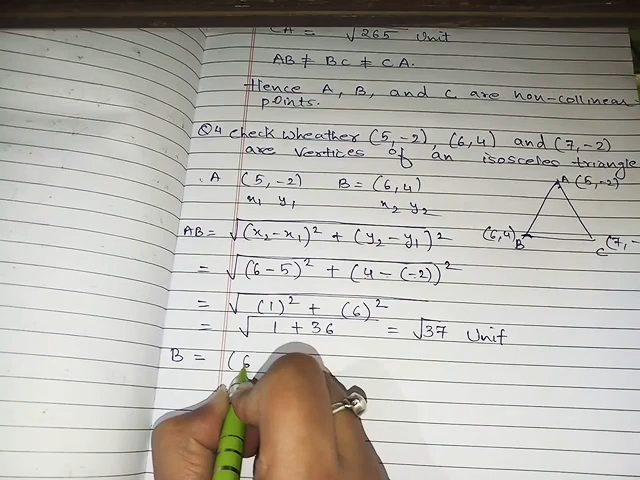 CA = √265 Unit
AB ≠ BC ≠ CA.
Hence A, B, and C are non-collinear
points.
Q4 check wheather (5,-2), (6,4) and (7,-2)
are vertices of an isosceles triangle
A (5,-2) B = (6,4)
x₁ y₁ x₂ y₂
A (5,-2)
(6,4)
B
C (7,-
AB = √(x₂-x₁)² + (y₂-y₁)²
= √(6-5)² + (4-(-2))²
= √(1)² + (6)²
= √1+36 = √37 Unit
B = (6